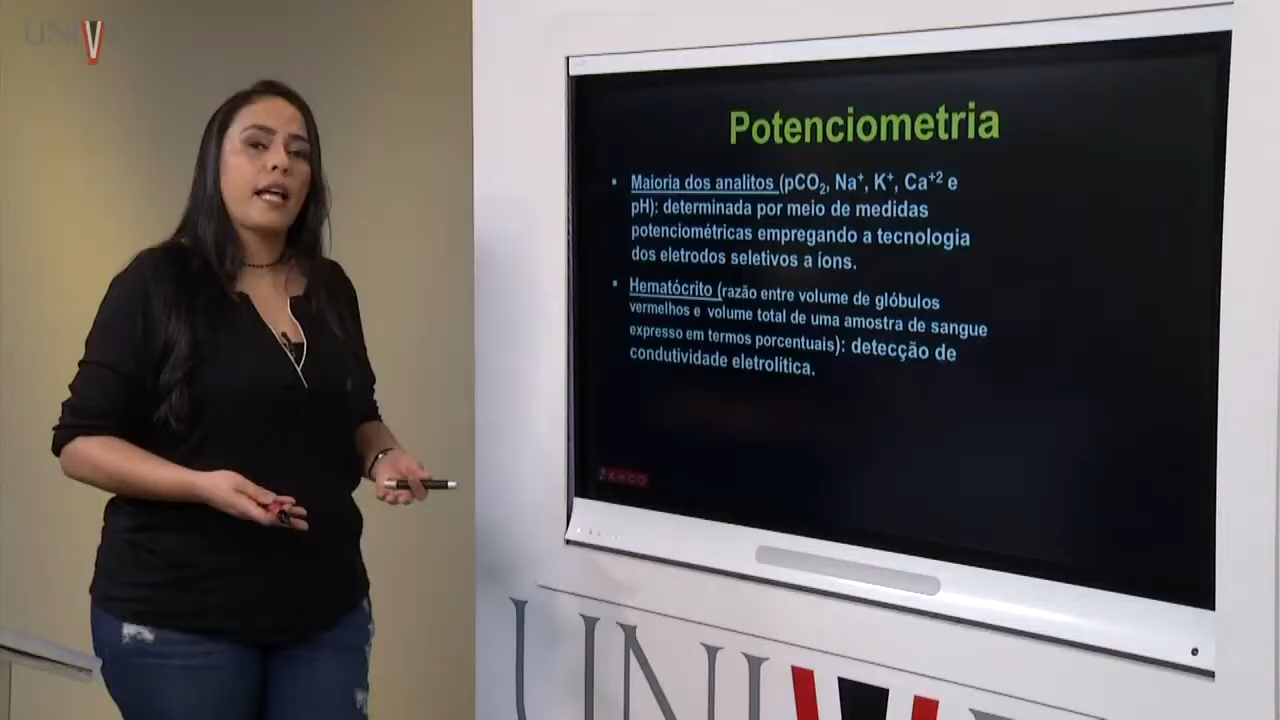 UNIV
Potenciometria
• Maioria dos analitos (pCO₂, Na⁺, K⁺, Ca⁺² e
pH): determinada por meio de medidas
potenciométricas empregando a tecnologia
dos eletrodos seletivos a íons.
• Hematócrito (razão entre volume de glóbulos
vermelhos e volume total de uma amostra de sangue
expresso em termos porcentuais): detecção de
condutividade eletrolítica.
UNIV